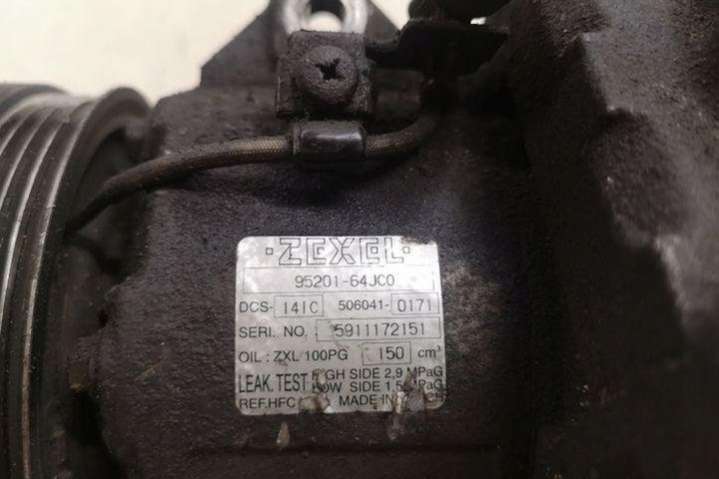 ·ZEXEL·
95201-64JC0
DCS-14IC 506041-0171
SERI. NO. 5911172151
OIL : ZXL 100PG 150 cm³
LEAK. TEST HIGH SIDE 2,9 MPaG
LOW SIDE 1,5 MPaG
REF.HFC MADE IN